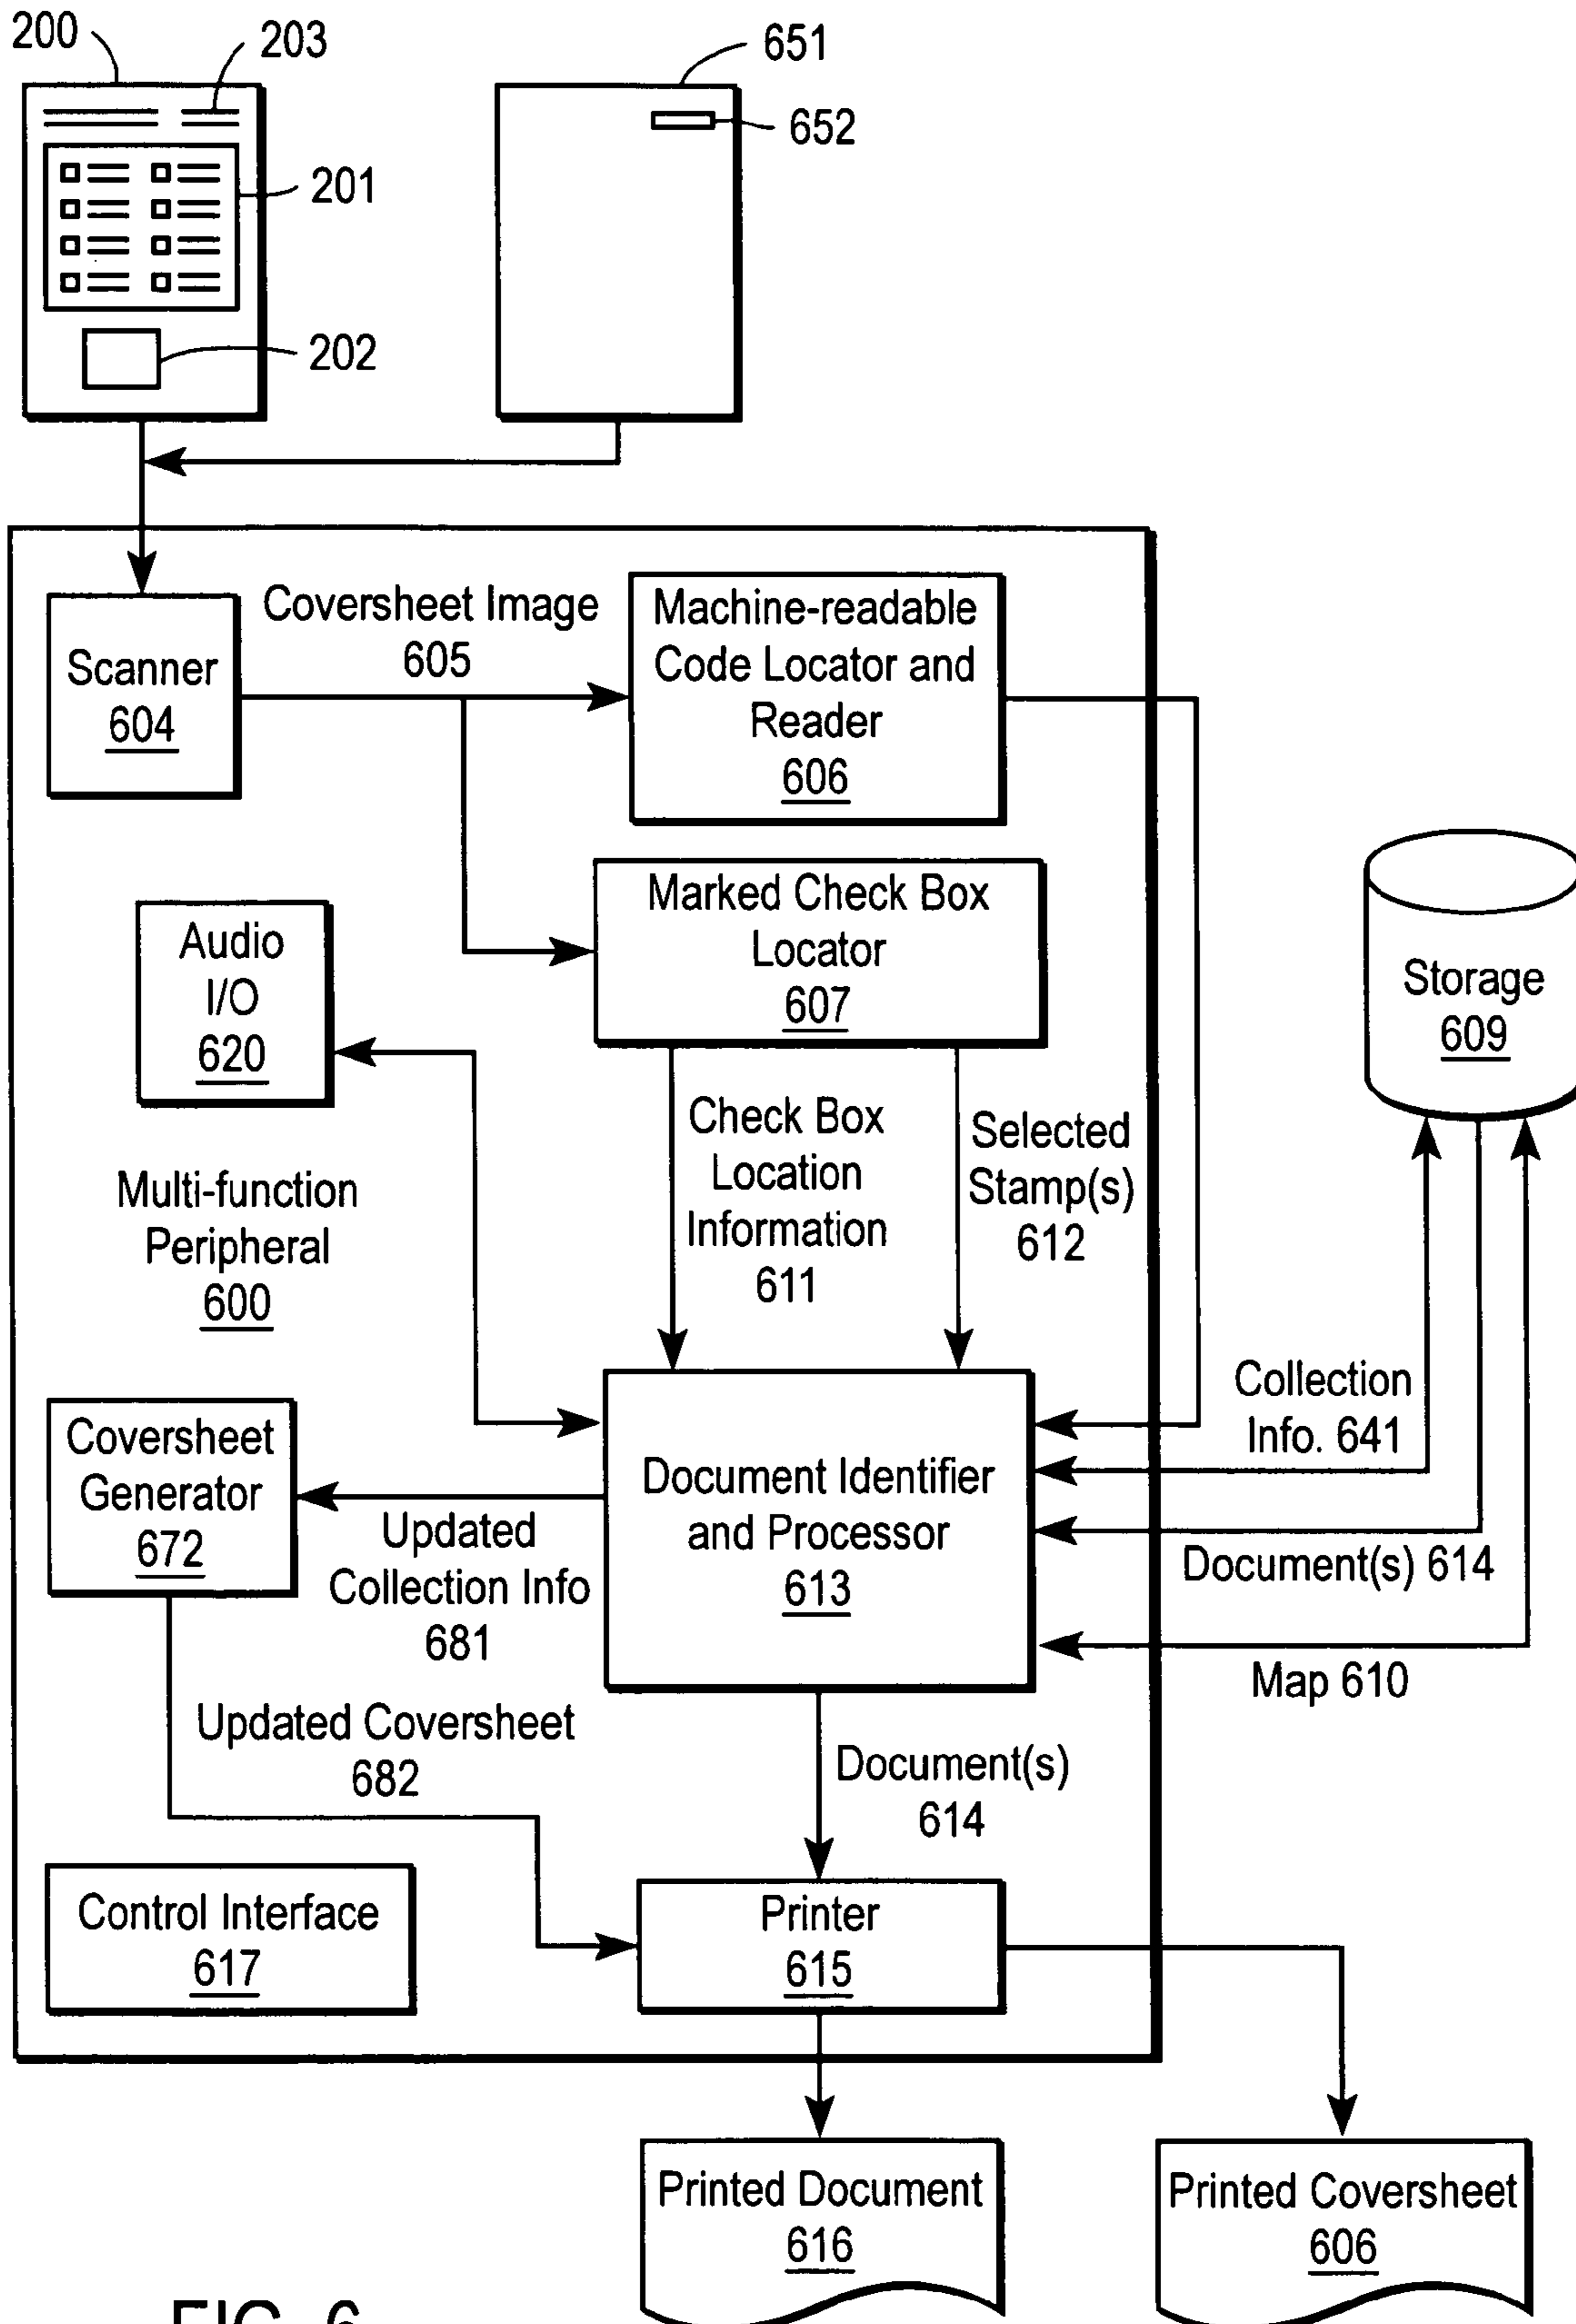 200
203
651
652
201
202
Coversheet Image
605
Scanner
604
Machine-readable
Code Locator and
Reader
606
Marked Check Box
Locator
607
Audio
I/O
620
Storage
609
Check Box
Location
Information
611
Selected
Stamp(s)
612
Multi-function
Peripheral
600
Collection
Info. 641
Coversheet
Generator
672
Document Identifier
and Processor
613
Updated
Collection Info
681
Document(s) 614
Map 610
Updated Coversheet
682
Document(s)
614
Control Interface
617
Printer
615
Printed Document
616
Printed Coversheet
606
FIG. 6